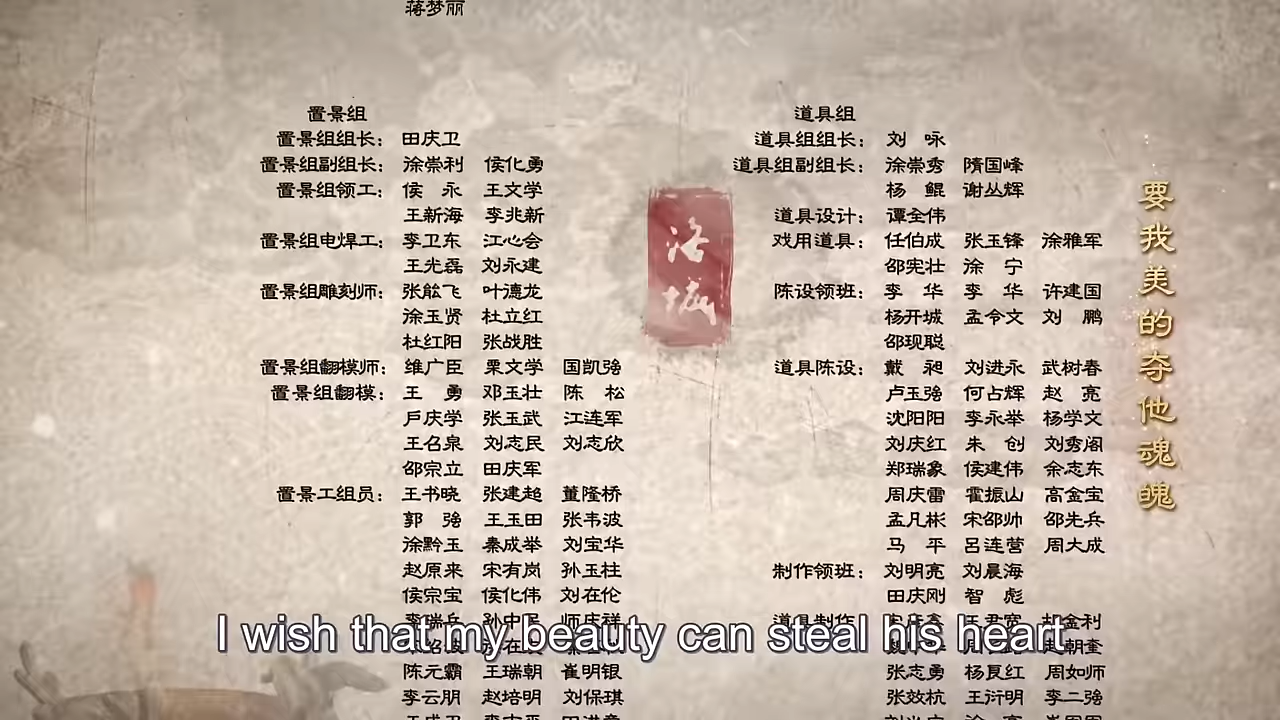 蒋梦丽
置景组
置景组组长：田庆卫
置景组副组长：涂崇利 侯化勇
置景组领工：侯 永 王文学
王新海 李兆新
置景组电焊工：李卫东 江心会
王光磊 刘永建
置景组雕刻师：张舷飞 叶德龙
涂玉贤 杜立红
杜红阳 张战胜
置景组翻模师：维广臣 栗文学 国凯强
置景组翻模：王 勇 邓玉壮 陈 松
戶庆学 张玉武 江连军
王召泉 刘志民 刘志欣
邵宗立 田庆军
置景工组员：王书晓 张建超 董隆桥
郭 强 王玉田 张韦波
徐黔玉 秦成举 刘宝华
赵原来 宋有岗 孙玉柱
侯宗宝 侯化伟 刘在伦
李瑞兵
陈元霸 王瑞朝 崔明银
李云朋 赵培明 刘保琪
道具组
道具组组长：刘 咏
道具组副组长：涂崇秀 隋国峰
杨 鲲 谢丛辉
道具设计：谭全伟
戏用道具：任伯成 张玉锋 涂雅军
邵宪壮 涂 宁
陈设领班：李 华 李 华 许建国
杨开城 孟令文 刘 鹏
邵现聪
道具陈设：戴 昶 刘进永 武树春
卢玉强 何占辉 赵 亮
沈阳阳 李永举 杨学文
刘庆红 朱 创 刘秀阁
郑瑞象 侯建伟 余志东
周庆雷 霍振山 高金宝
孟凡彬 宋邵帅 邵先兵
马 平 吕连营 周大成
制作领班：刘明亮 刘晨海
田庆刚 智 彪
道具制作
张志勇 杨良红 周如师
张效杭 王衍明 李二强
洛城
要我美的夺他魂魄
I wish that my beauty can steal his heart